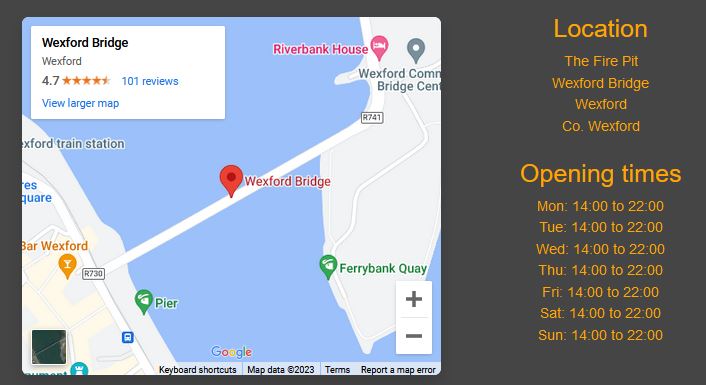 Wexford Bridge
Wexford
4.7 101 reviews
View larger map
Riverbank House
Wexford Comm
Bridge Cent
R741
exford train station
Wexford Bridge
res
quare
Bar Wexford
R730
Ferrybank Quay
Pier
+
−
Google
nument
Keyboard shortcuts Map data ©2023 Terms Report a map error
Location
The Fire Pit
Wexford Bridge
Wexford
Co. Wexford
Opening times
Mon: 14:00 to 22:00
Tue: 14:00 to 22:00
Wed: 14:00 to 22:00
Thu: 14:00 to 22:00
Fri: 14:00 to 22:00
Sat: 14:00 to 22:00
Sun: 14:00 to 22:00